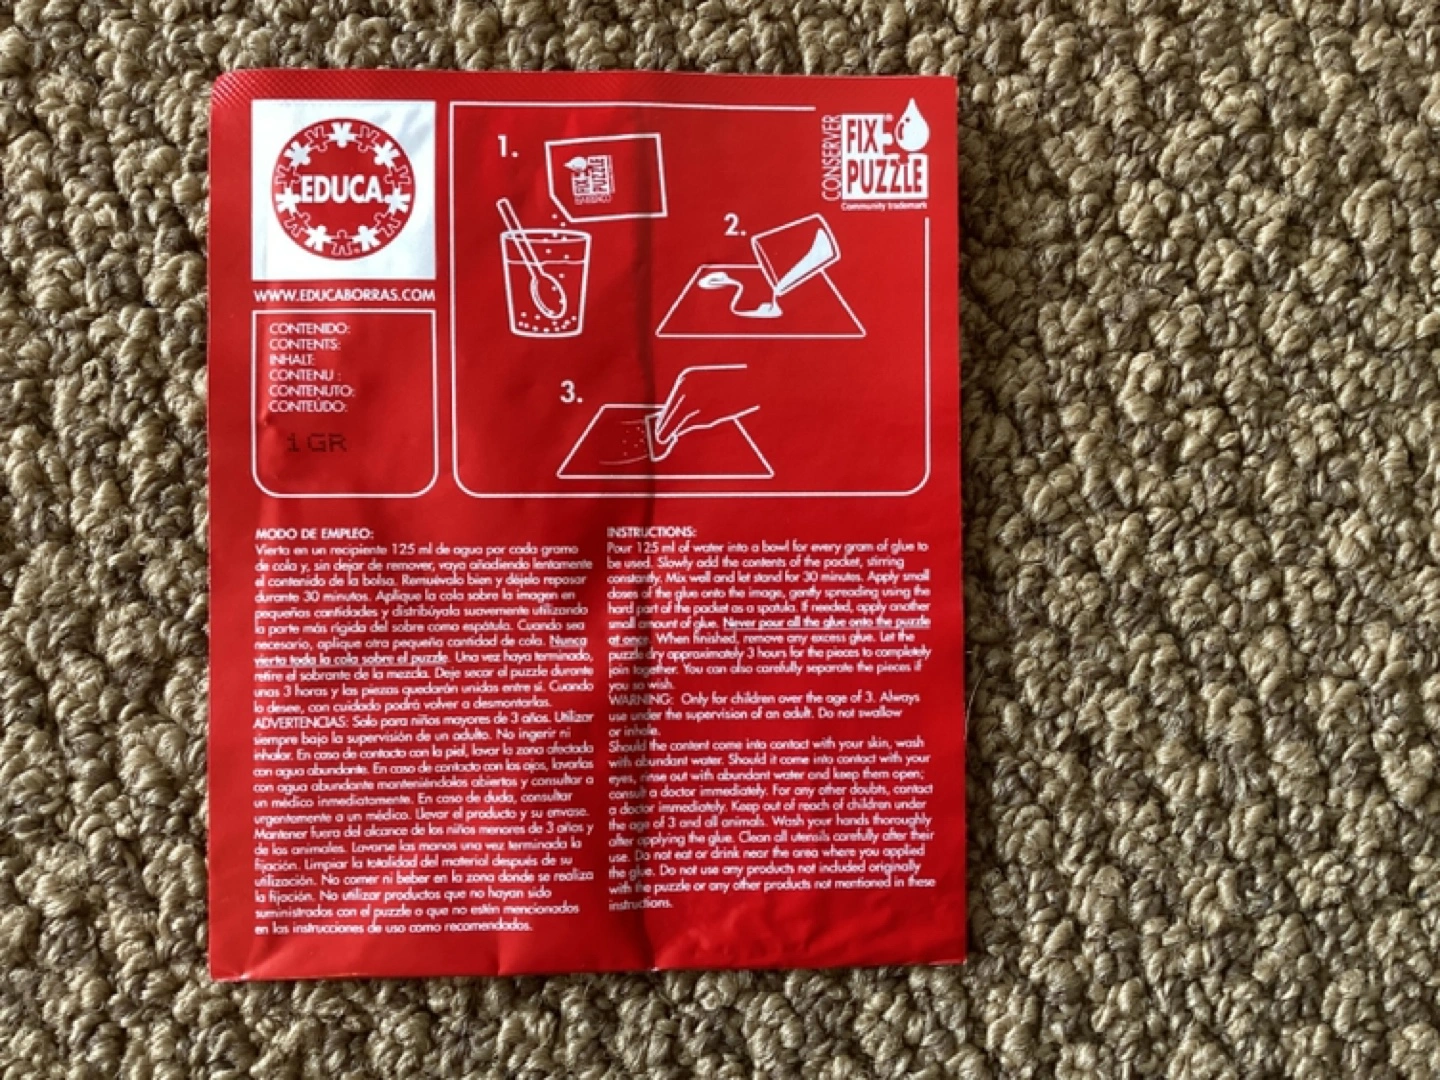 EDUCA
WWW.EDUCABORRAS.COM
CONTENIDO:
CONTENTS:
INHALT:
CONTENU :
CONTENUTO:
CONTEÚDO:
1 GR
1.
FIX PUZZLE
2.
3.
CONSERVER
FIX
PUZZLE
Community trademark
MODO DE EMPLEO:
Vierta en un recipiente 125 ml de agua por cada gramo
de cola y, sin dejar de remover, vaya añadiendo lentamente
el contenido de la bolsa. Remuévalo bien y déjelo reposar
durante 30 minutos. Aplique la cola sobre la imagen en
pequeñas cantidades y distribúyala suavemente utilizando
la parte más rígida del sobre como espátula. Cuando sea
necesario, aplique otra pequeña cantidad de cola. Nunca
vierta toda la cola sobre el puzzle. Una vez haya terminado,
retire el sobrante de la mezcla. Deje secar el puzzle durante
unas 3 horas y las piezas quedarán unidas entre sí. Cuando
lo desee, con cuidado podrá volver a desmontarlas.
ADVERTENCIAS: Solo para niños mayores de 3 años. Utilizar
siempre bajo la supervisión de un adulto. No ingerir ni
inhalar. En caso de contacto con la piel, lavar la zona afectada
con agua abundante. En caso de contacto con los ojos, lavarlos
con agua abundante manteniéndolos abiertos y consultar a
un médico inmediatamente. En caso de duda, consultar
urgentemente a un médico. Llevar el producto y su envase.
Mantener fuera del alcance de los niños menores de 3 años y
de los animales. Lavarse las manos una vez terminada la
fijación. Limpiar la totalidad del material después de su
utilización. No comer ni beber en la zona donde se realiza
la fijación. No utilizar productos que no hayan sido
suministrados con el puzzle o que no estén mencionados
en las instrucciones de uso como recomendados.
INSTRUCTIONS:
Pour 125 ml of water into a bowl for every gram of glue to
be used. Slowly add the contents of the packet, stirring
constantly. Mix well and let stand for 30 minutes. Apply small
doses of the glue onto the image, gently spreading using the
hard part of the packet as a spatula. If needed, apply another
small amount of glue. Never pour all the glue onto the puzzle
at once. When finished, remove any excess glue. Let the
puzzle dry approximately 3 hours for the pieces to completely
join together. You can also carefully separate the pieces if
you so wish.
WARNING: Only for children over the age of 3. Always
use under the supervision of an adult. Do not swallow
or inhale.
Should the content come into contact with your skin, wash
with abundant water. Should it come into contact with your
eyes, rinse out with abundant water and keep them open;
consult a doctor immediately. For any other doubts, contact
a doctor immediately. Keep out of reach of children under
the age of 3 and all animals. Wash your hands thoroughly
after applying the glue. Clean all utensils carefully after their
use. Do not eat or drink near the area where you applied
the glue. Do not use any products not included originally
with the puzzle or any other products not mentioned in these
instructions.